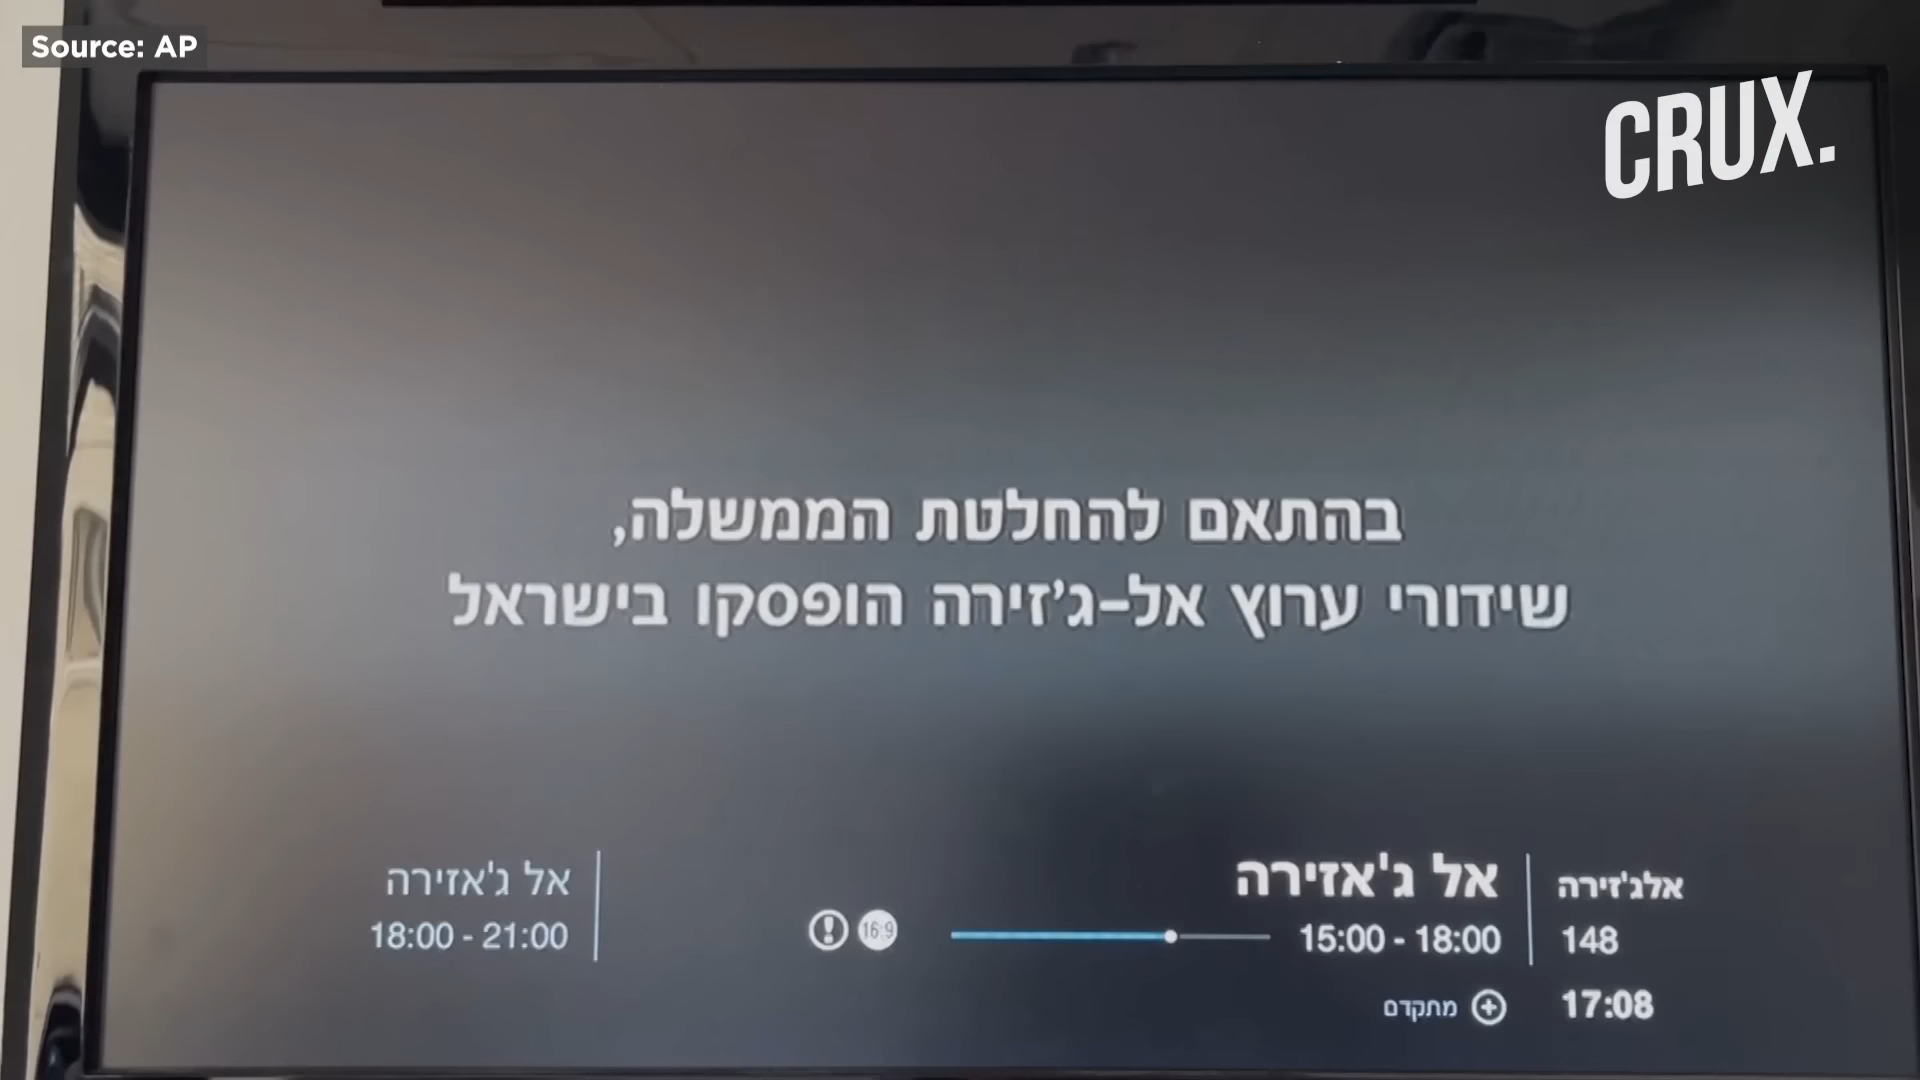 Source: AP
CRUX.
בהתאם להחלטת הממשלה,
שידורי ערוץ אל-ג'זירה הופסקו בישראל
אלג'זירה
148
17:08
אל ג'אזירה
15:00 - 18:00
מתקדם
16:9
אל ג'אזירה
18:00 - 21:00